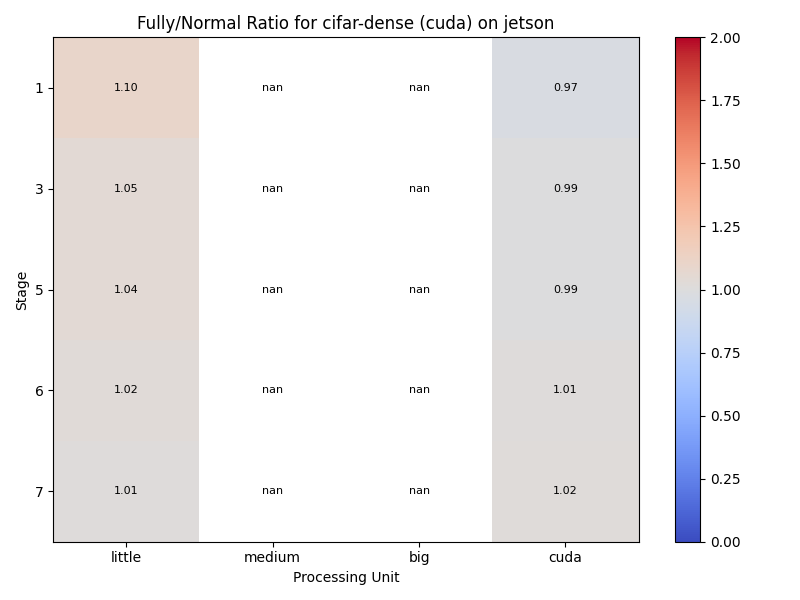 Fully/Normal Ratio for cifar-dense (cuda) on jetson
2.00
1 1.10 nan nan 0.97
1.75
3 1.05 nan nan 0.99
1.50
1.25
Stage
5 1.04 nan nan 0.99
1.00
0.75
6 1.02 nan nan 1.01
0.50
7 1.01 nan nan 1.02
0.25
0.00
little medium big cuda
Processing Unit